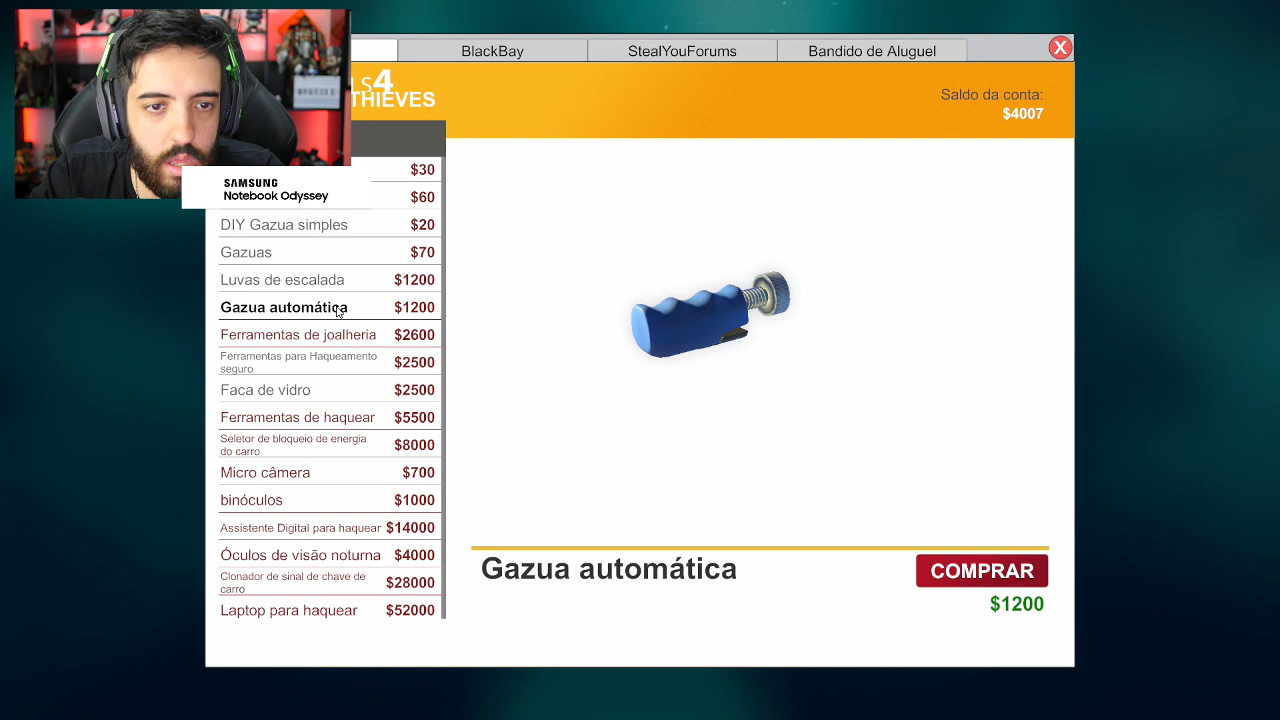 BlackBay
StealYouForums
Bandido de Aluguel
X
LS4
THIEVES
Saldo da conta:
$4007
SAMSUNG
Notebook Odyssey
$30
$60
DIY Gazua simples $20
Gazuas $70
Luvas de escalada $1200
Gazua automática $1200
Ferramentas de joalheria $2600
Ferramentas para Haqueamento
seguro $2500
Faca de vidro $2500
Ferramentas de haquear $5500
Seletor de bloqueio de energia
do carro $8000
Micro câmera $700
binóculos $1000
Assistente Digital para haquear $14000
Óculos de visão noturna $4000
Clonador de sinal de chave de
carro $28000
Laptop para haquear $52000
Gazua automática
COMPRAR
$1200